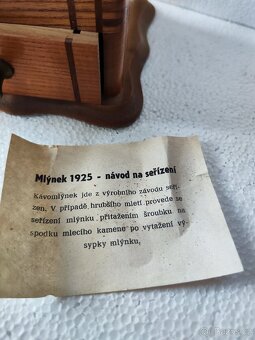 Mlýnek 1925 - návod na seřízení
Kávomlýnek jde z výrobního závodu seří-
zen. V případě hrubšího mletí provede se
seřízení mlýnku přitažením šroubku na
spodku mlecího kamene po vytažení vý-
sypky mlýnku,